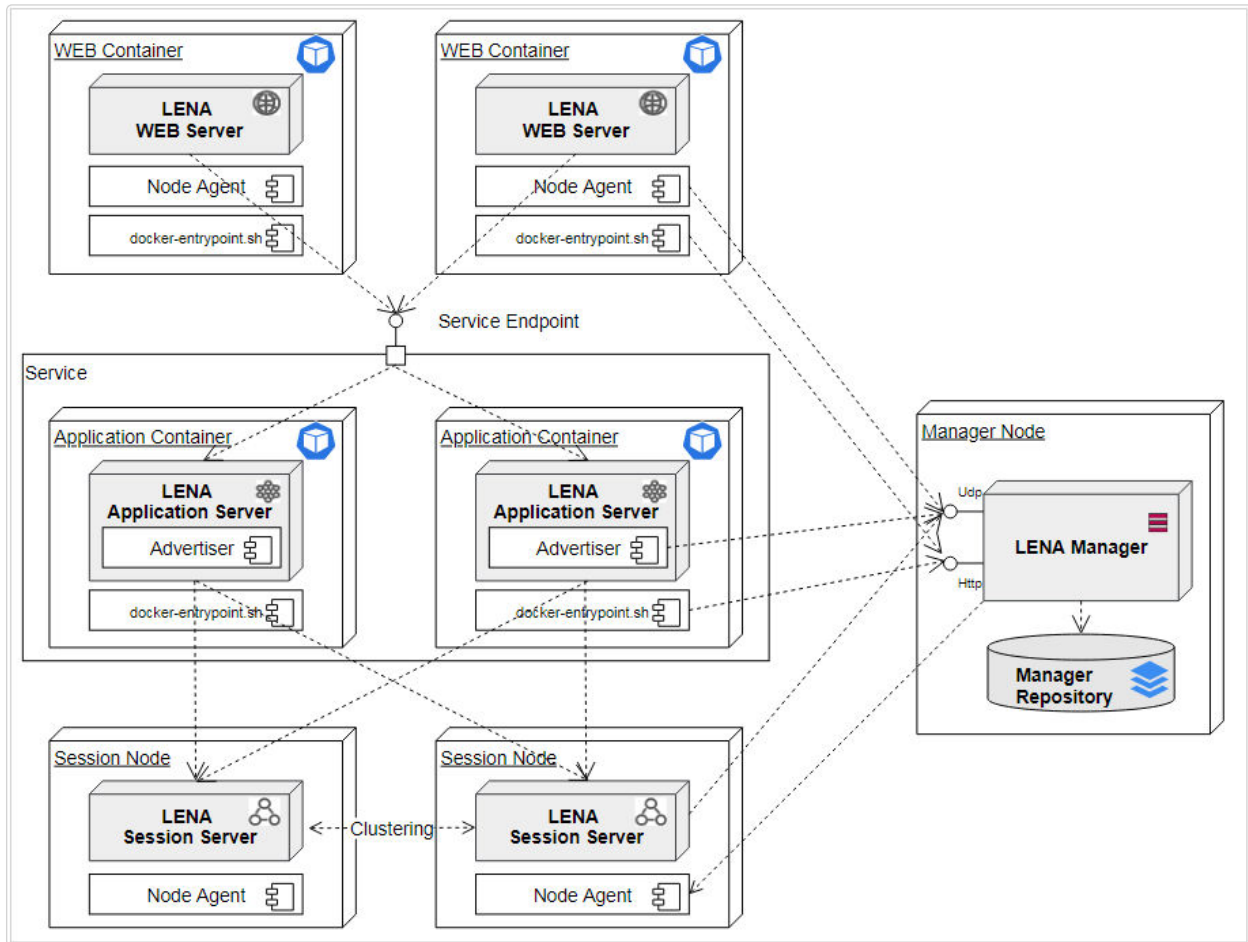 WEB Container
LENA
WEB Server
Node Agent
docker-entrypoint.sh
WEB Container
LENA
WEB Server
Node Agent
docker-entrypoint.sh
Service Endpoint
Service
Application Container
LENA
Application Server
Advertiser
docker-entrypoint.sh
Application Container
LENA
Application Server
Advertiser
docker-entrypoint.sh
Manager Node
Udp
LENA Manager
Http
Manager
Repository
Session Node
LENA
Session Server
Node Agent
Clustering
Session Node
LENA
Session Server
Node Agent